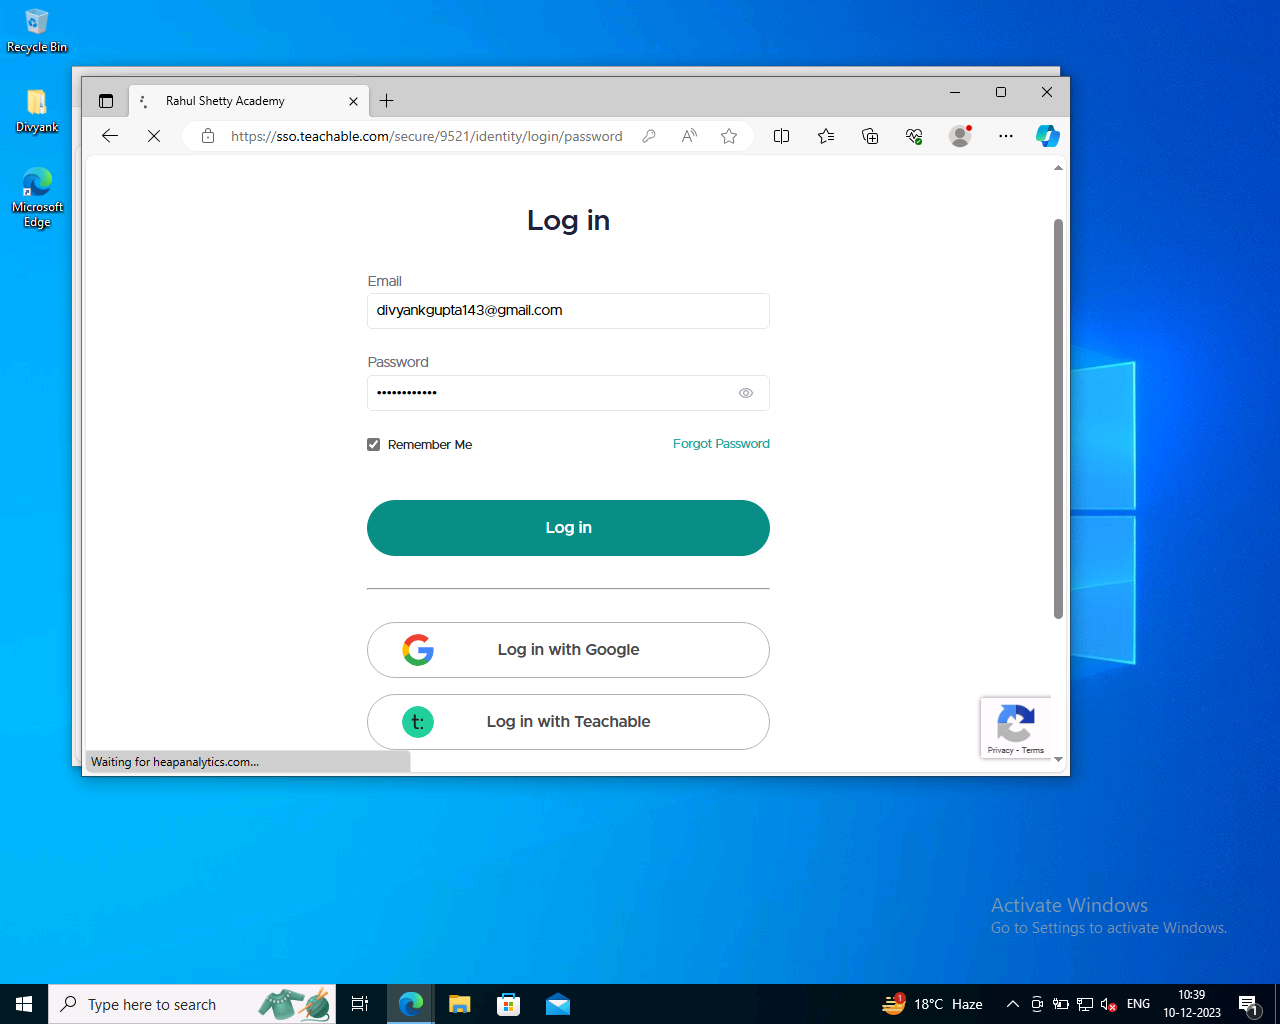 Recycle Bin
Divyank
Microsoft
Edge
Rahul Shetty Academy
https://sso.teachable.com/secure/9521/identity/login/password
Log in
Email
divyankgupta143@gmail.com
Password
••••••••••••
Remember Me
Forgot Password
Log in
Log in with Google
t:
Log in with Teachable
Privacy - Terms
Waiting for heapanalytics.com...
Activate Windows
Go to Settings to activate Windows.
Type here to search
1
18°C Haze
ENG
10:39
10-12-2023
1